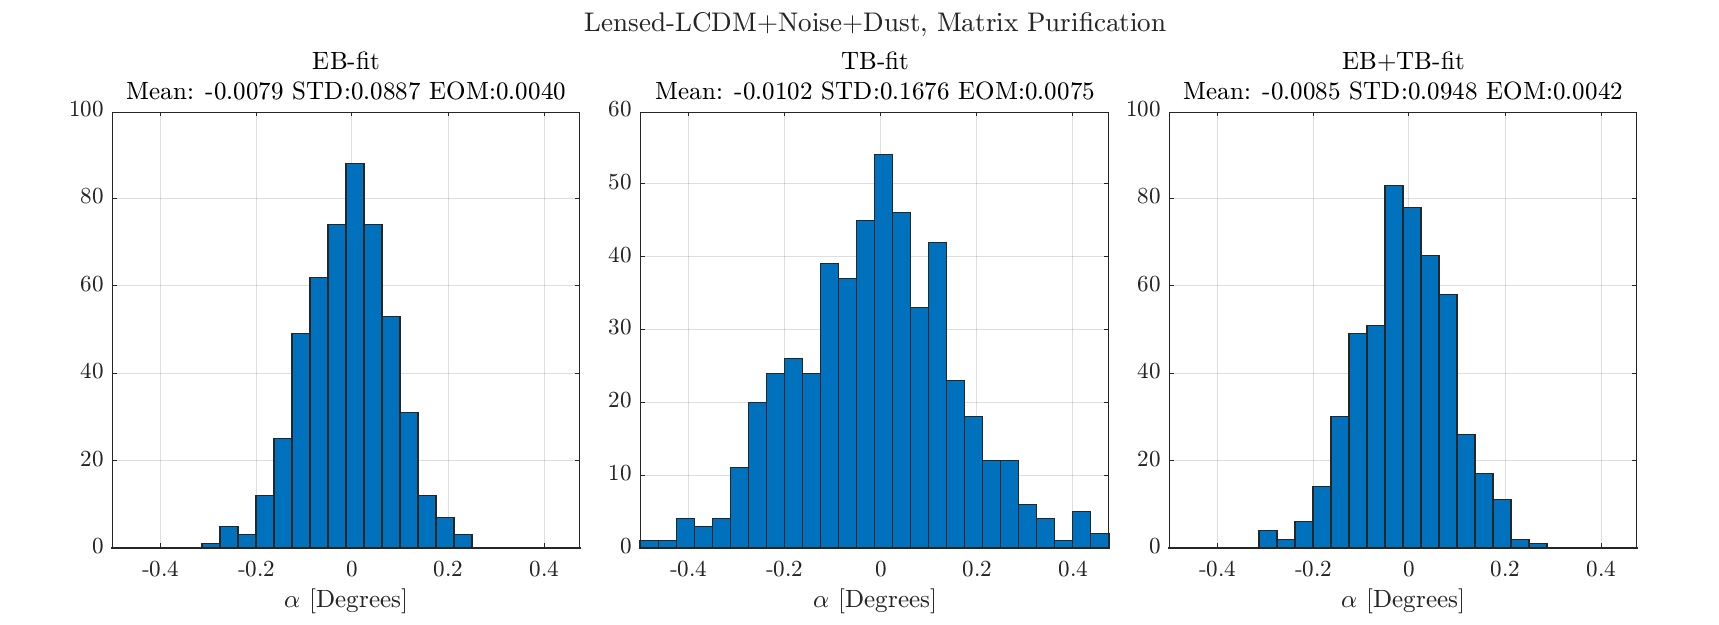 Lensed-LCDM+Noise+Dust, Matrix Purification
EB-fit
Mean: -0.0079 STD:0.0887 EOM:0.0040
100
80
60
40
20
0
-0.4 -0.2 0 0.2 0.4
α [Degrees]
TB-fit
Mean: -0.0102 STD:0.1676 EOM:0.0075
60
50
40
30
20
10
0
-0.4 -0.2 0 0.2 0.4
α [Degrees]
EB+TB-fit
Mean: -0.0085 STD:0.0948 EOM:0.0042
100
80
60
40
20
0
-0.4 -0.2 0 0.2 0.4
α [Degrees]